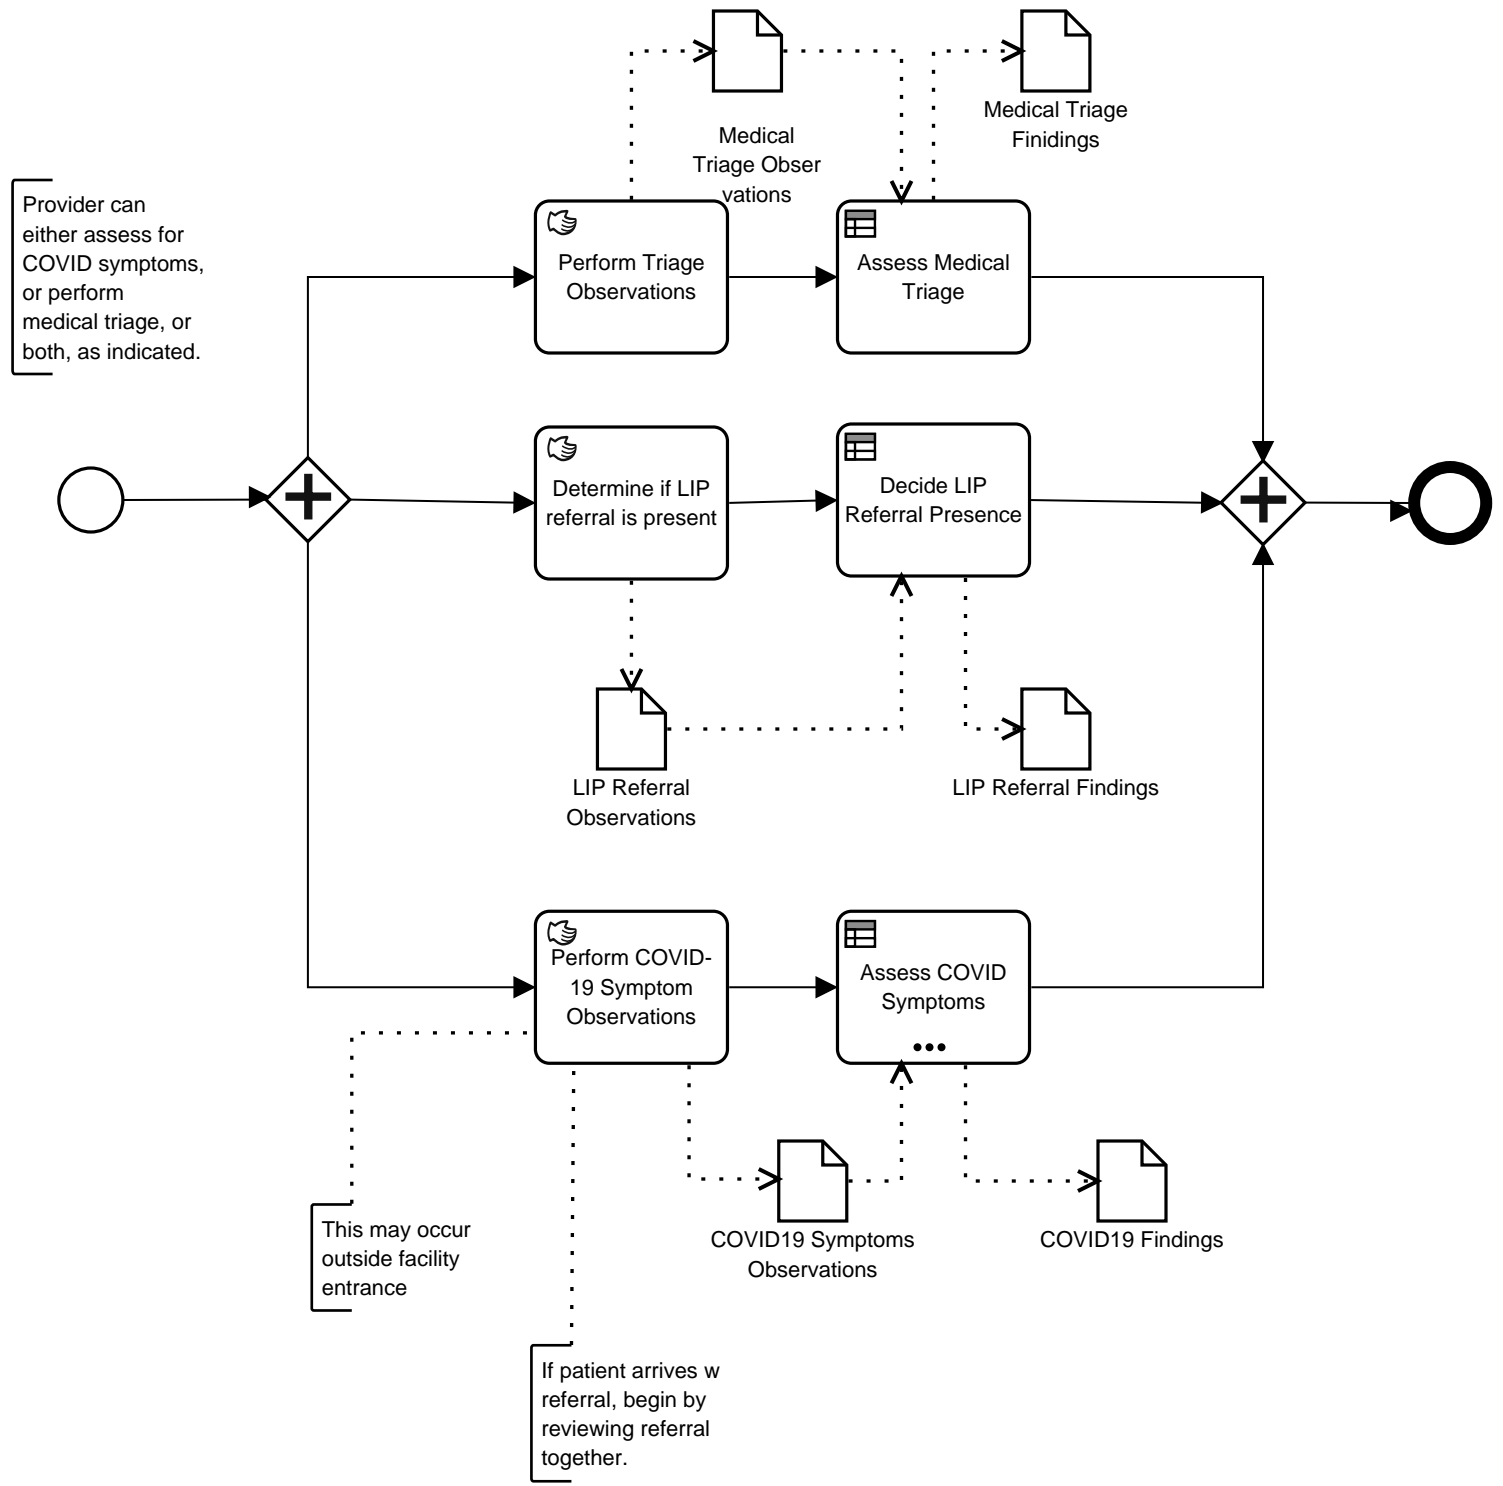 Medical
Triage Obser
vations
Medical Triage
Finidings
Provider can
either assess for
COVID symptoms,
or perform
medical triage, or
both, as indicated.
Perform Triage
Observations
Assess Medical
Triage
Determine if LIP
referral is present
Decide LIP
Referral Presence
LIP Referral
Observations
LIP Referral Findings
Perform COVID-
19 Symptom
Observations
Assess COVID
Symptoms
This may occur
outside facility
entrance
COVID19 Symptoms
Observations
COVID19 Findings
If patient arrives w
referral, begin by
reviewing referral
together.